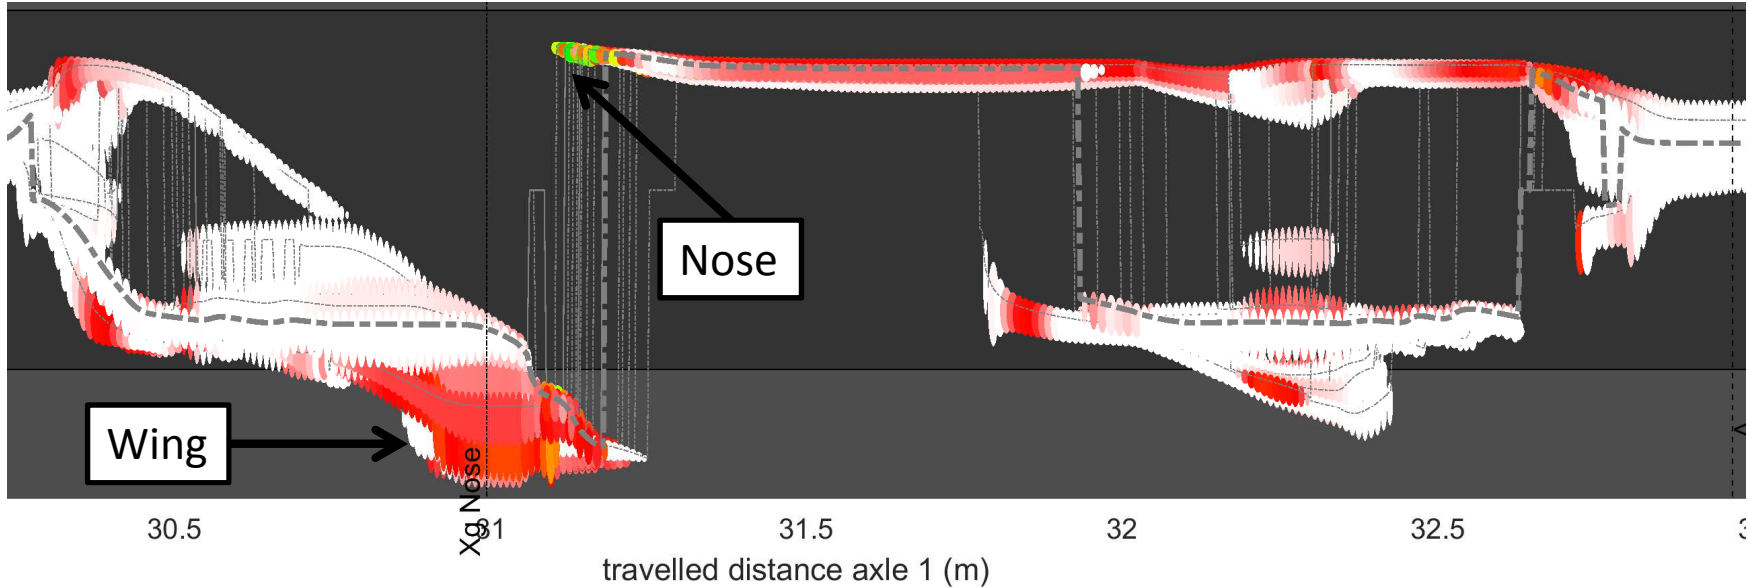 Nose
Wing
Xg Nose
30.5
31
31.5
32
32.5
travelled distance axle 1 (m)